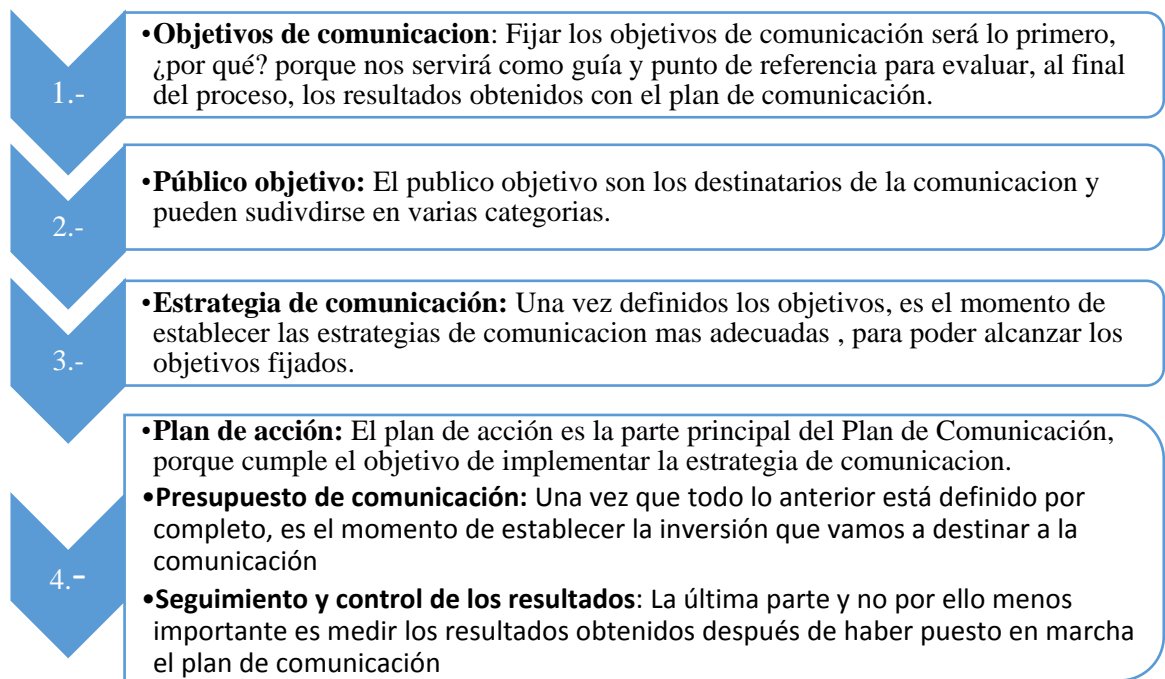 1.-
•Objetivos de comunicacion: Fijar los objetivos de comunicación será lo primero,
¿por qué? porque nos servirá como guía y punto de referencia para evaluar, al final
del proceso, los resultados obtenidos con el plan de comunicación.
2.-
•Público objetivo: El publico objetivo son los destinatarios de la comunicacion y
pueden sudivdirse en varias categorias.
3.-
•Estrategia de comunicación: Una vez definidos los objetivos, es el momento de
establecer las estrategias de comunicacion mas adecuadas , para poder alcanzar los
objetivos fijados.
4.-
•Plan de acción: El plan de acción es la parte principal del Plan de Comunicación,
porque cumple el objetivo de implementar la estrategia de comunicacion.
•Presupuesto de comunicación: Una vez que todo lo anterior está definido por
completo, es el momento de establecer la inversión que vamos a destinar a la
comunicación
•Seguimiento y control de los resultados: La última parte y no por ello menos
importante es medir los resultados obtenidos después de haber puesto en marcha
el plan de comunicación